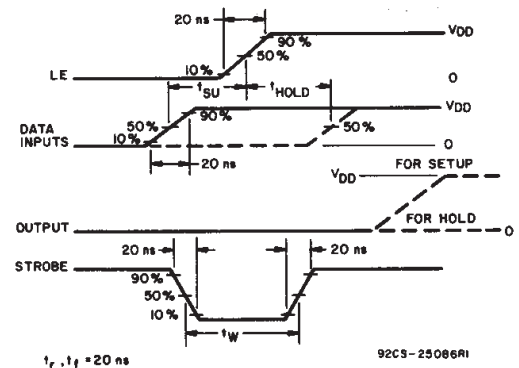 20 ns
VDD
90%
50%
LE
10%
0
tSU
tHOLD
VDD
90%
DATA
INPUTS
50%
10%
50%
0
20 ns
FOR SETUP
VDD
FOR HOLD
OUTPUT
0
20 ns
20 ns
STROBE
90%
50%
10%
tW
tr, tf = 20 ns
92CS-25086R1